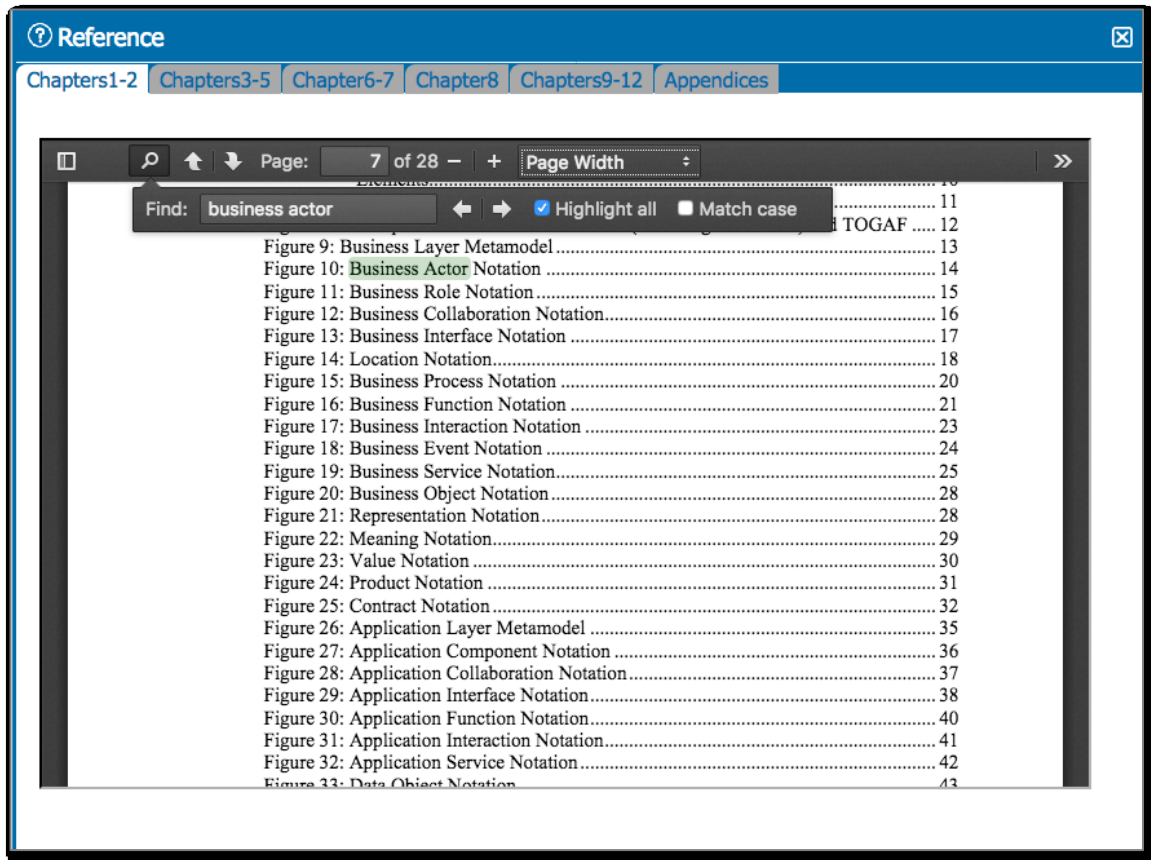 ? Reference
Chapters1-2 Chapters3-5 Chapter6-7 Chapter8 Chapters9-12 Appendices
Page: 7 of 28 − + Page Width »
Find: business actor Highlight all Match case
Elements 10
11
TOGAF ..... 12
Figure 9: Business Layer Metamodel 13
Figure 10: Business Actor Notation 14
Figure 11: Business Role Notation 15
Figure 12: Business Collaboration Notation 16
Figure 13: Business Interface Notation 17
Figure 14: Location Notation 18
Figure 15: Business Process Notation 20
Figure 16: Business Function Notation 21
Figure 17: Business Interaction Notation 23
Figure 18: Business Event Notation 24
Figure 19: Business Service Notation 25
Figure 20: Business Object Notation 28
Figure 21: Representation Notation 28
Figure 22: Meaning Notation 29
Figure 23: Value Notation 30
Figure 24: Product Notation 31
Figure 25: Contract Notation 32
Figure 26: Application Layer Metamodel 35
Figure 27: Application Component Notation 36
Figure 28: Application Collaboration Notation 37
Figure 29: Application Interface Notation 38
Figure 30: Application Function Notation 40
Figure 31: Application Interaction Notation 41
Figure 32: Application Service Notation 42
Figure 33: Data Object Notation 43